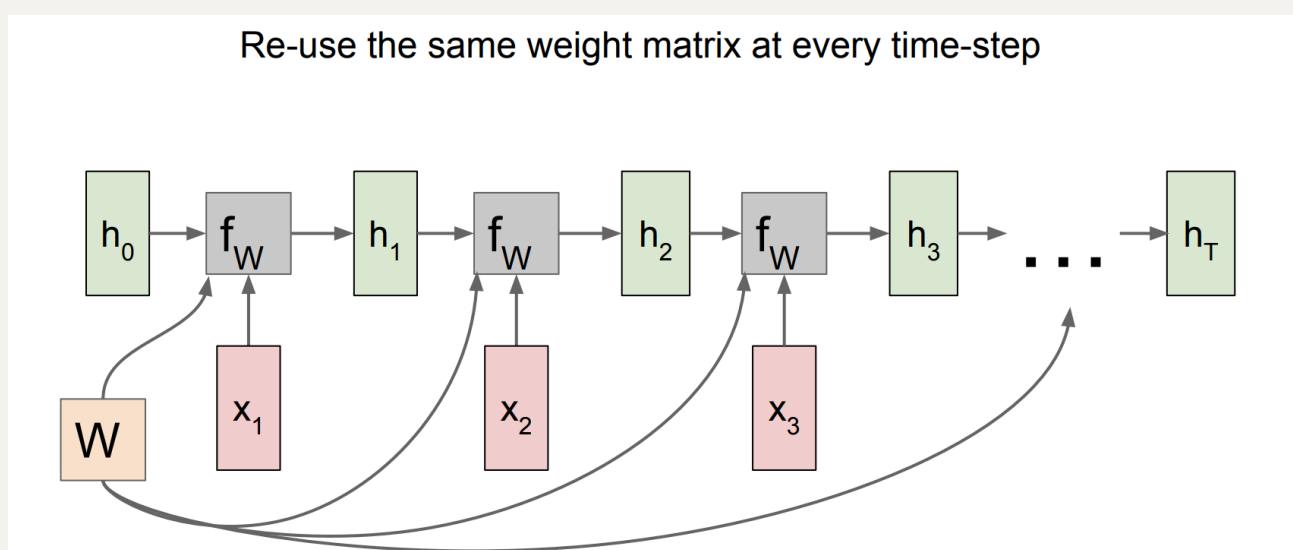 Re-use the same weight matrix at every time-step
h0 fW h1 fW h2 fW h3 ... hT
x1 x2 x3
W